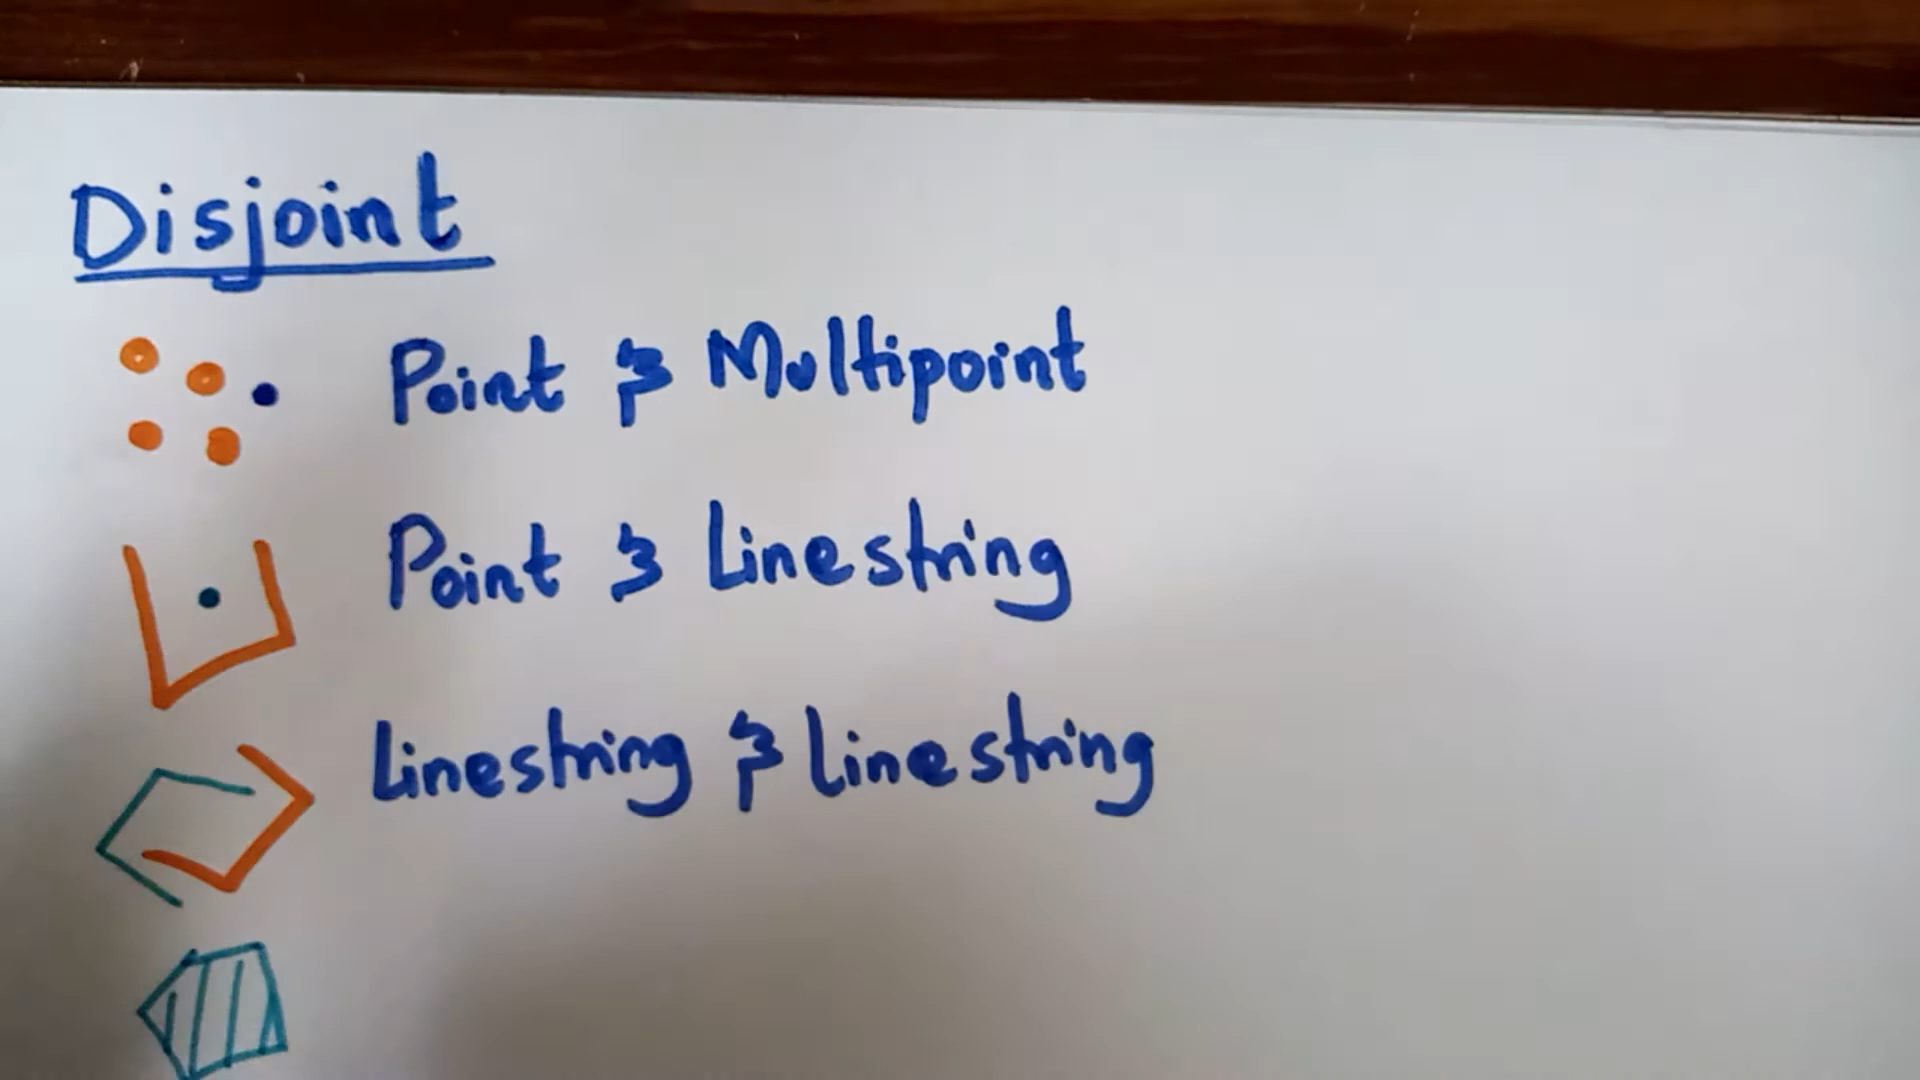 Disjoint
Point & Multipoint
Point & Linestring
Linestring & Linestring